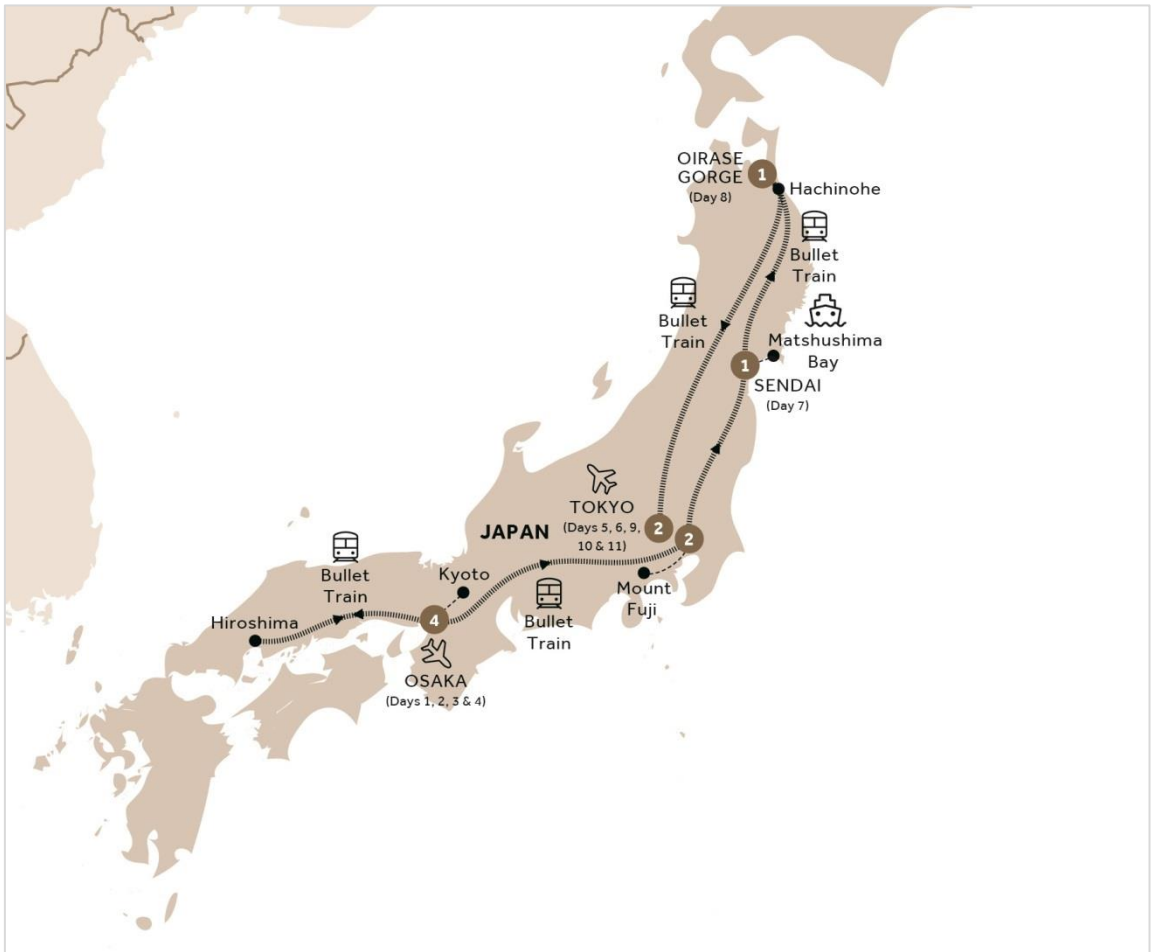 OIRASE
GORGE
(Day 8)
1
Hachinohe
Bullet
Train
Bullet
Train
Matshushima
Bay
1
SENDAI
(Day 7)
TOKYO
(Days 5, 6, 9,
10 & 11)
2
2
JAPAN
Mount
Fuji
Bullet
Train
Kyoto
Bullet
Train
Hiroshima
4
OSAKA
(Days 1, 2, 3 & 4)